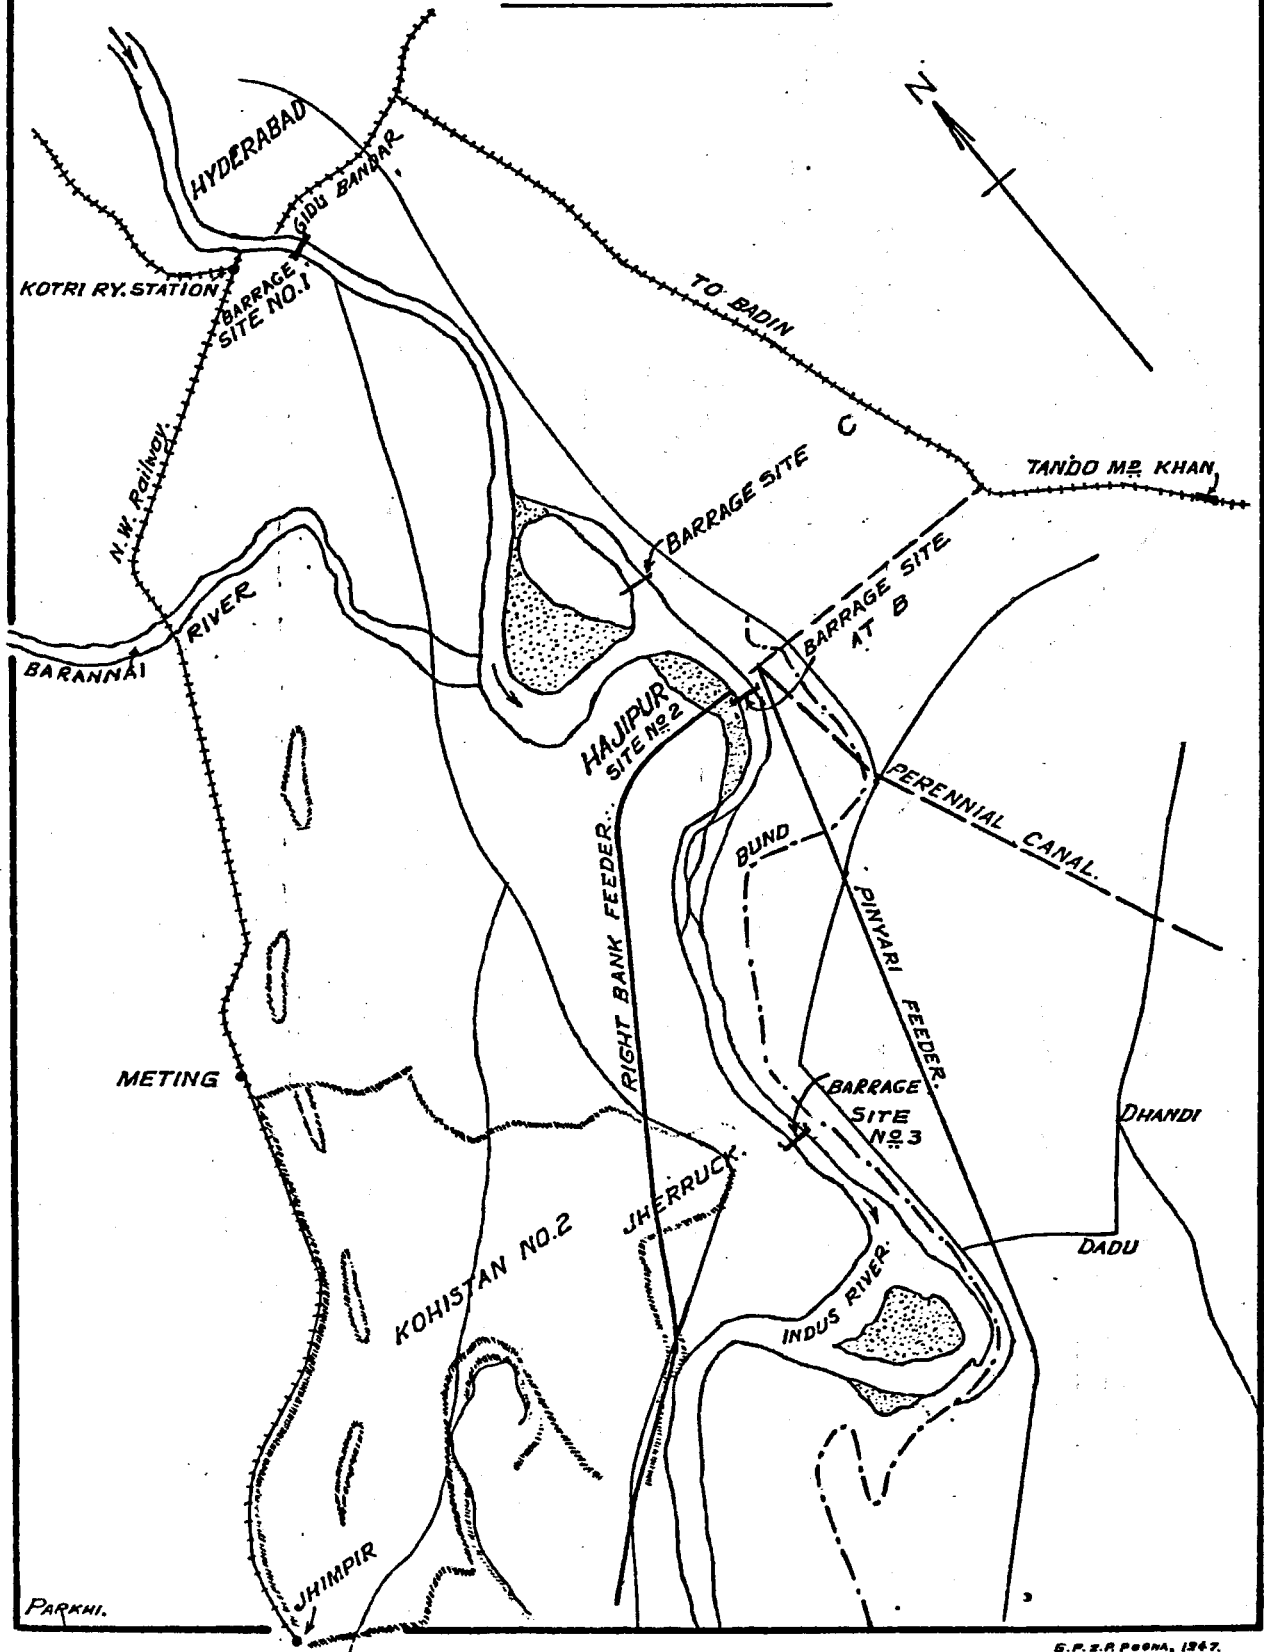 N
HYDERABAD
GIDU BANDAR
KOTRI RY. STATION
BARRAGE
SITE NO.1
TO BADIN
N.W. Railway.
BARRAGE SITE C
TANDO MD. KHAN
BARRAGE SITE
AT B
BARANNAI RIVER
HAJIPUR
SITE No 2
PERENNIAL CANAL.
BUND
RIGHT BANK FEEDER.
PINYARI FEEDER.
METING
BARRAGE
SITE
No 3
DHANDI
JHERRUCK.
DADU
KOHISTAN NO.2
INDUS RIVER.
JHIMPIR
PARKHI.
G.P.Z.P. POONA, 1947.